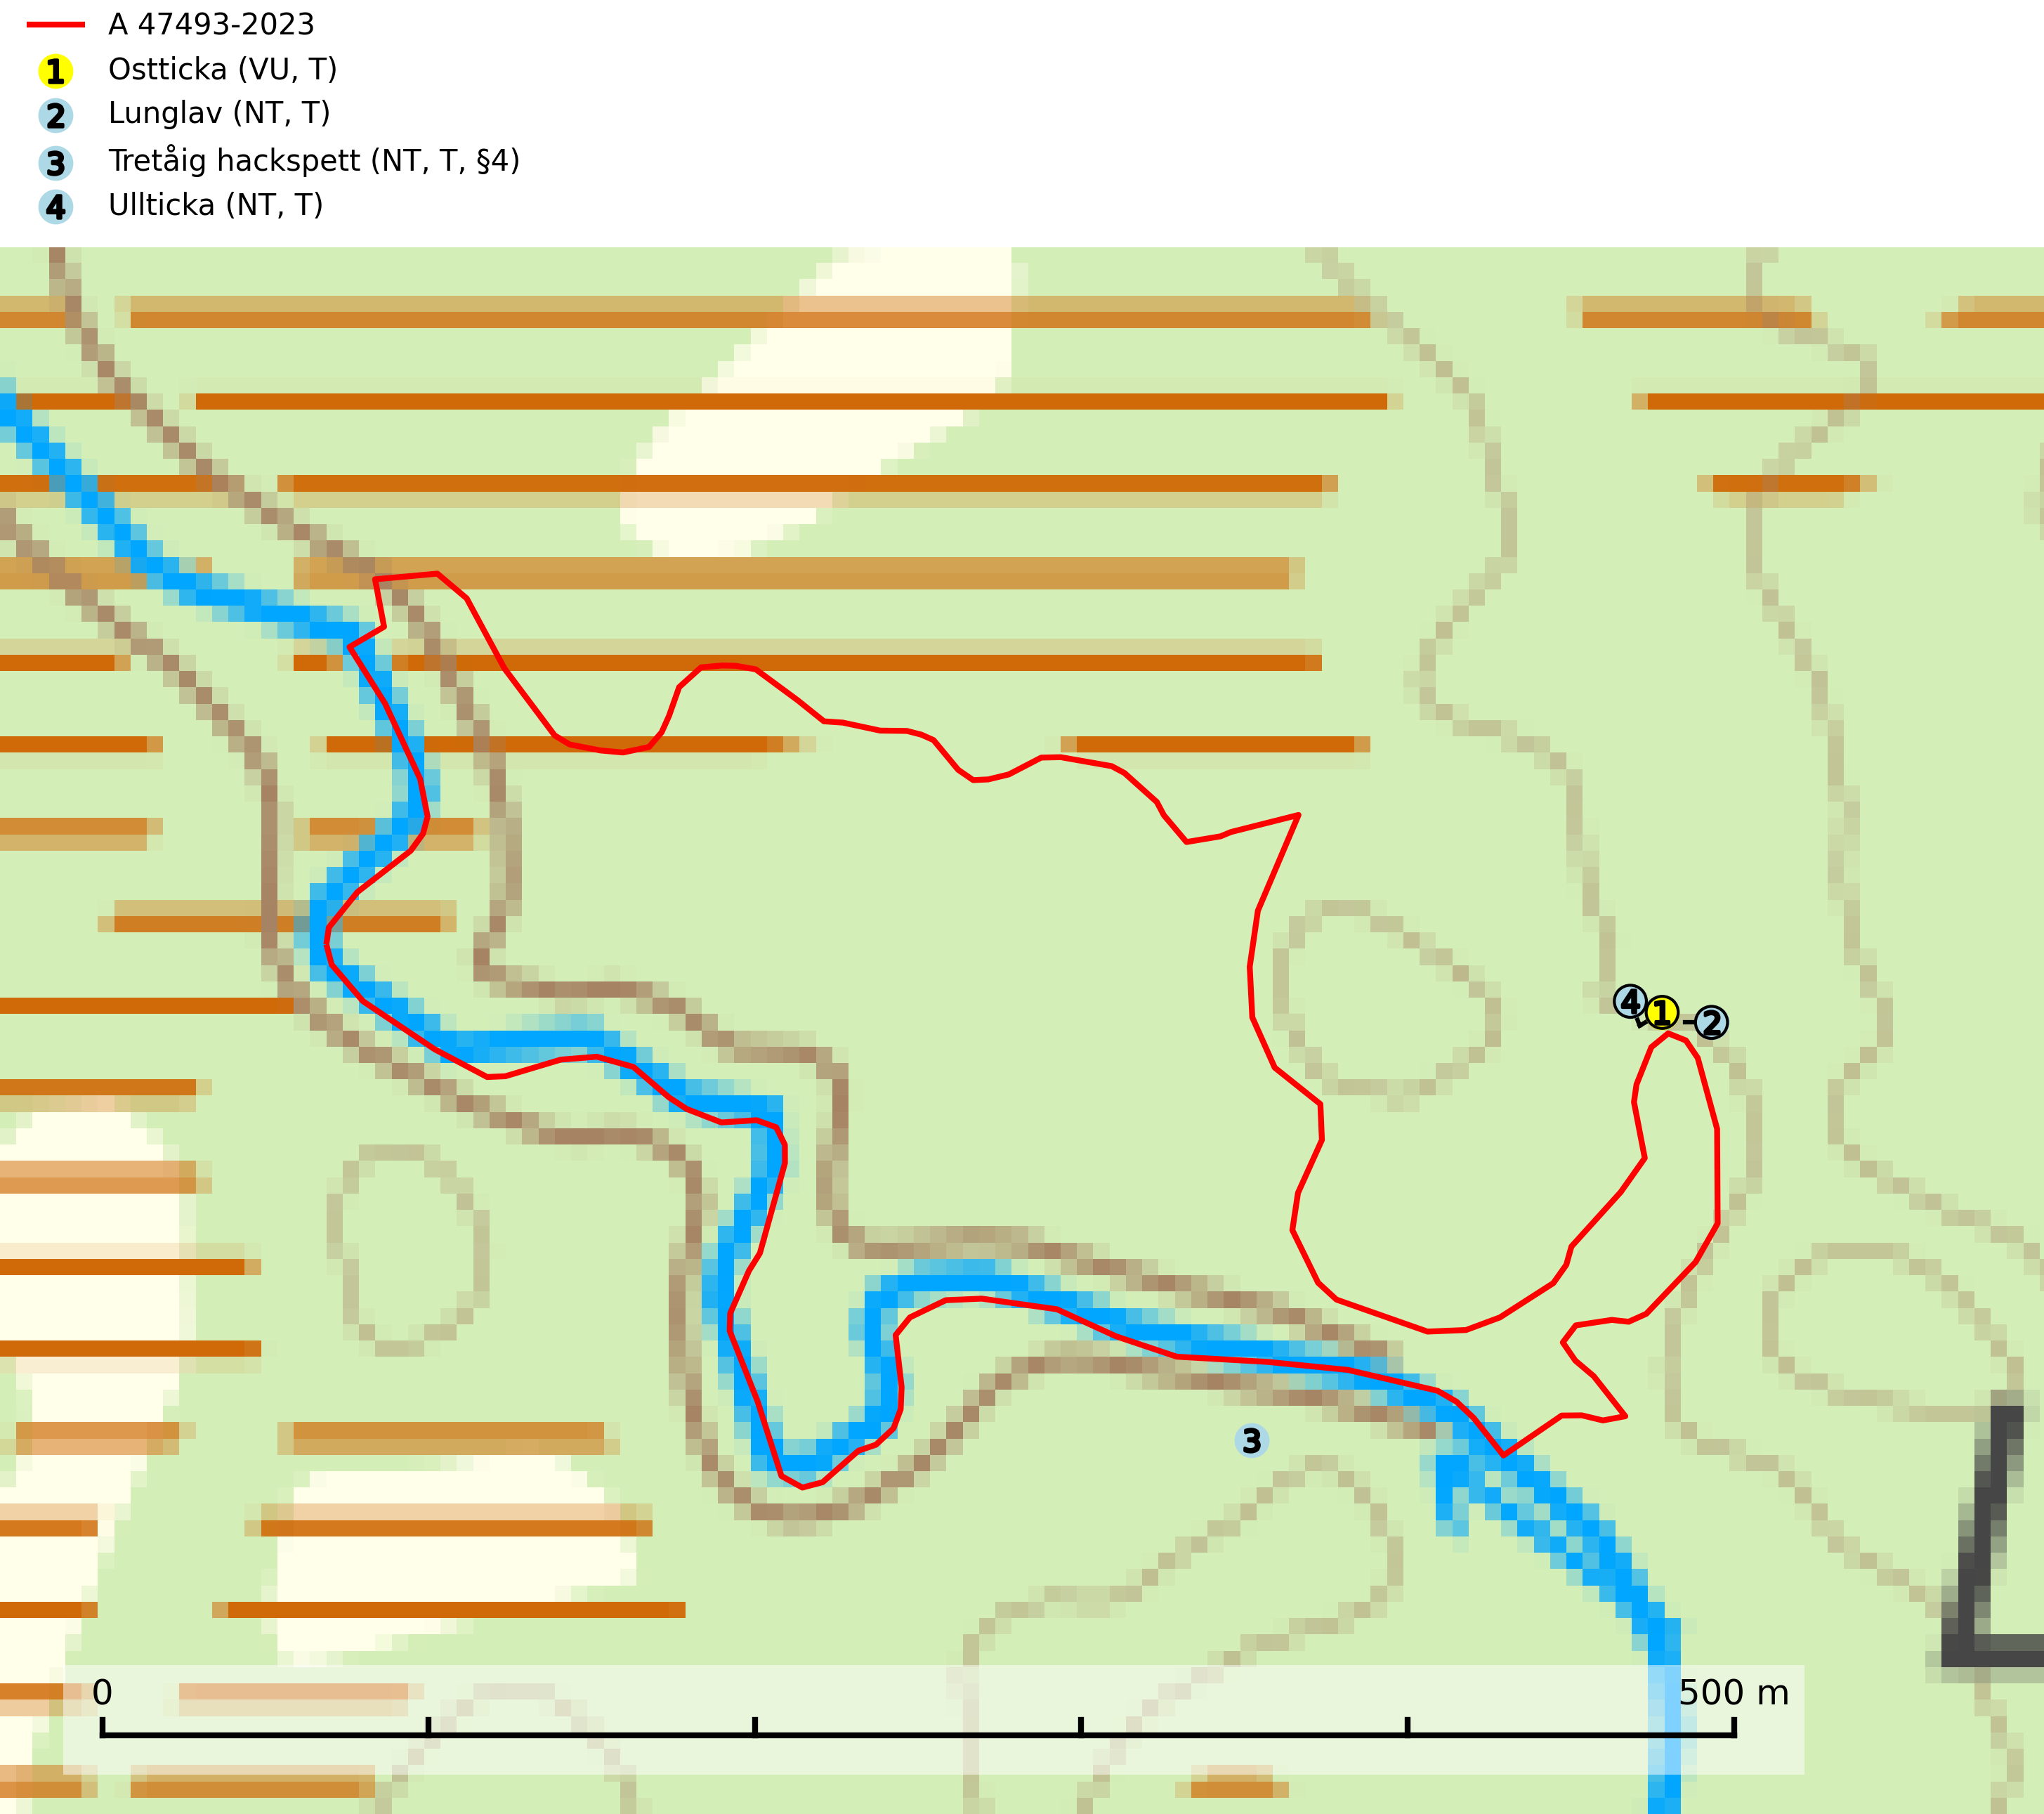 A 47493-2023
1 Ostticka (VU, T)
2 Lunglav (NT, T)
3 Tretåig hackspett (NT, T, §4)
4 Ullticka (NT, T)
4 1 2
3
0 500 m